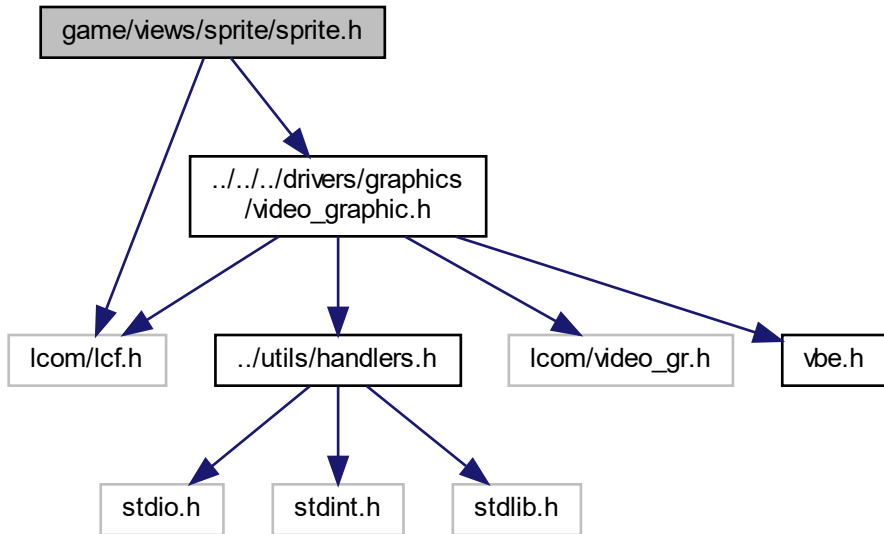 game/views/sprite/sprite.h
../../../drivers/graphics
/video_graphic.h
lcom/lcf.h
../utils/handlers.h
lcom/video_gr.h
vbe.h
stdio.h
stdint.h
stdlib.h